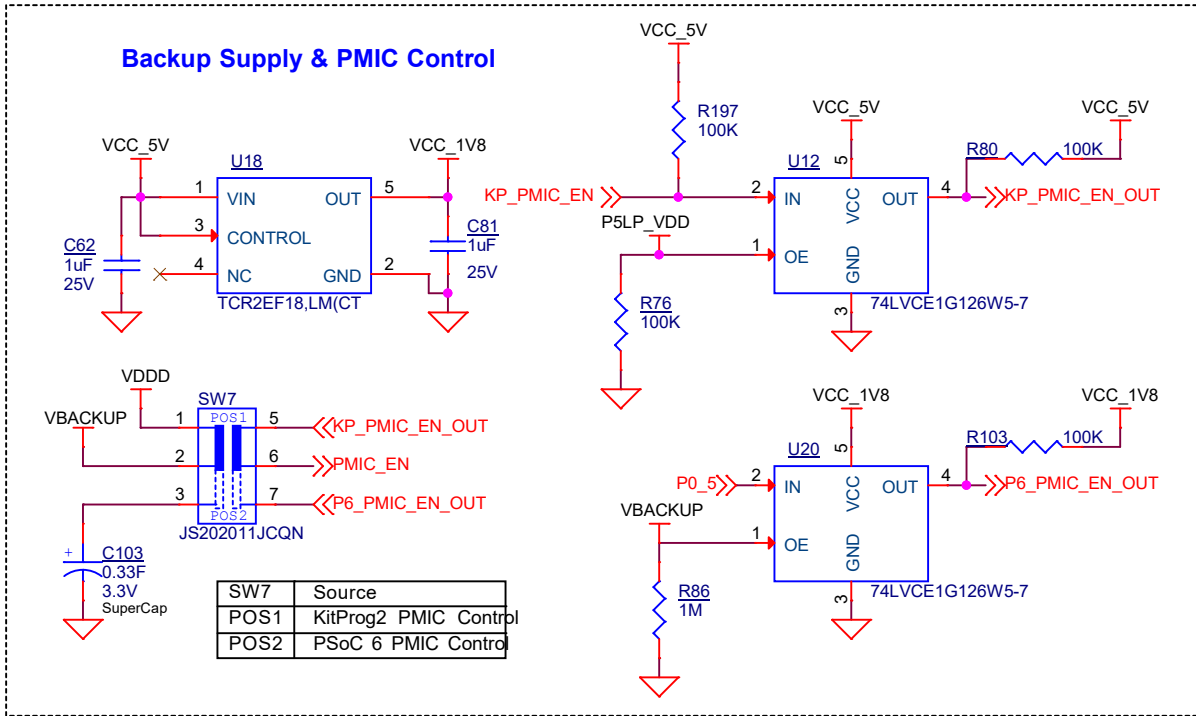 Backup Supply & PMIC Control
VCC_5V
U18
VCC_1V8
1
VIN
OUT
5
3
CONTROL
C62
1uF
25V
C81
1uF
25V
4
NC
GND
2
TCR2EF18,LM(CT
VCC_5V
R197
100K
VCC_5V
VCC_5V
U12
R80
100K
KP_PMIC_EN
2
IN
5
VCC
OUT
4
KP_PMIC_EN_OUT
P5LP_VDD
1
OE
GND
3
R76
100K
74LVCE1G126W5-7
VDDD
SW7
VBACKUP
1
POS1
5
KP_PMIC_EN_OUT
2
6
PMIC_EN
3
7
P6_PMIC_EN_OUT
POS2
JS202011JCQN
+
C103
0.33F
3.3V
SuperCap
SW7 Source
POS1 KitProg2 PMIC Control
POS2 PSoC 6 PMIC Control
VCC_1V8
VCC_1V8
U20
R103
100K
P0_5
2
IN
5
VCC
OUT
4
P6_PMIC_EN_OUT
VBACKUP
1
OE
GND
3
R86
1M
74LVCE1G126W5-7